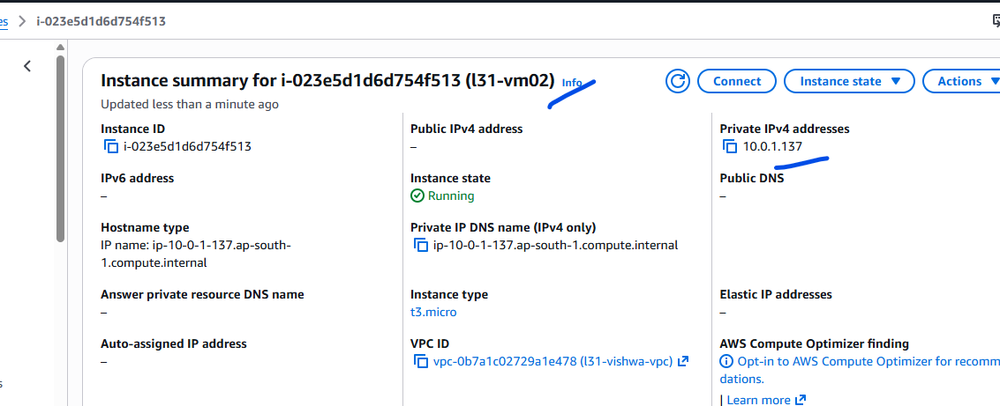 es > i-023e5d1d6d754f513
Instance summary for i-023e5d1d6d754f513 (l31-vm02) Info
Connect
Instance state
Actions
Updated less than a minute ago
Instance ID
i-023e5d1d6d754f513
Public IPv4 address
–
Private IPv4 addresses
10.0.1.137
IPv6 address
–
Instance state
Running
Public DNS
–
Hostname type
IP name: ip-10-0-1-137.ap-south-
1.compute.internal
Private IP DNS name (IPv4 only)
ip-10-0-1-137.ap-south-1.compute.internal
Answer private resource DNS name
–
Instance type
t3.micro
Elastic IP addresses
–
Auto-assigned IP address
–
VPC ID
vpc-0b7a1c02729a1e478 (l31-vishwa-vpc)
AWS Compute Optimizer finding
Opt-in to AWS Compute Optimizer for recomm
dations.
| Learn more
s